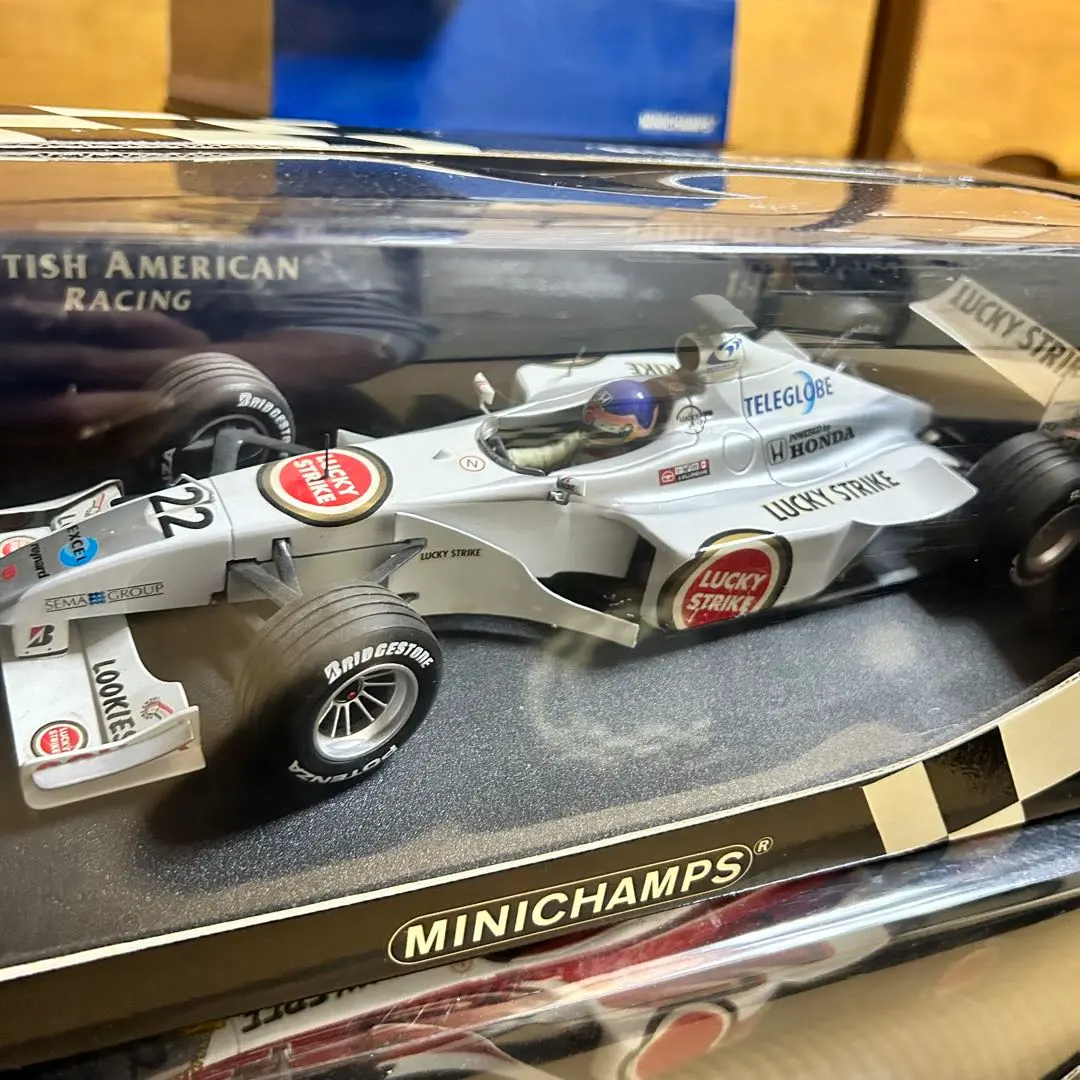 TISH AMERICAN
RACING
LUCKY STRIKE
TELEGLOBE
POWERED by
HONDA
LUCKY STRIKE
LUCKY
STRIKE
22
LUCKY STRIKE
LUCKY
STRIKE
SEMA GROUP
BRIDGESTONE
POTENZA
BRIDGESTONE
LOOKIES
LUCKY
STRIKE
MINICHAMPS®